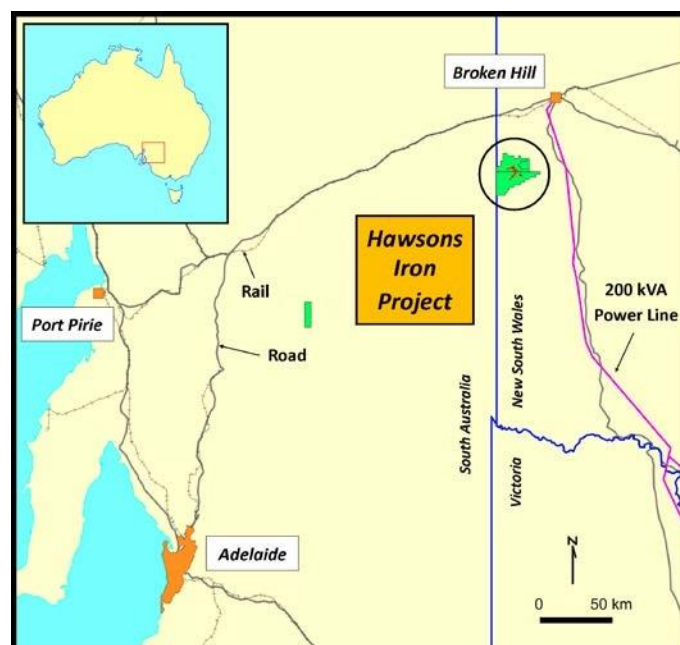 Broken Hill
Hawsons
Iron
Project
Rail
Port Pirie
Road
200 kVA
Power Line
New South Wales
South Australia
Victoria
Adelaide
N
0 50 km